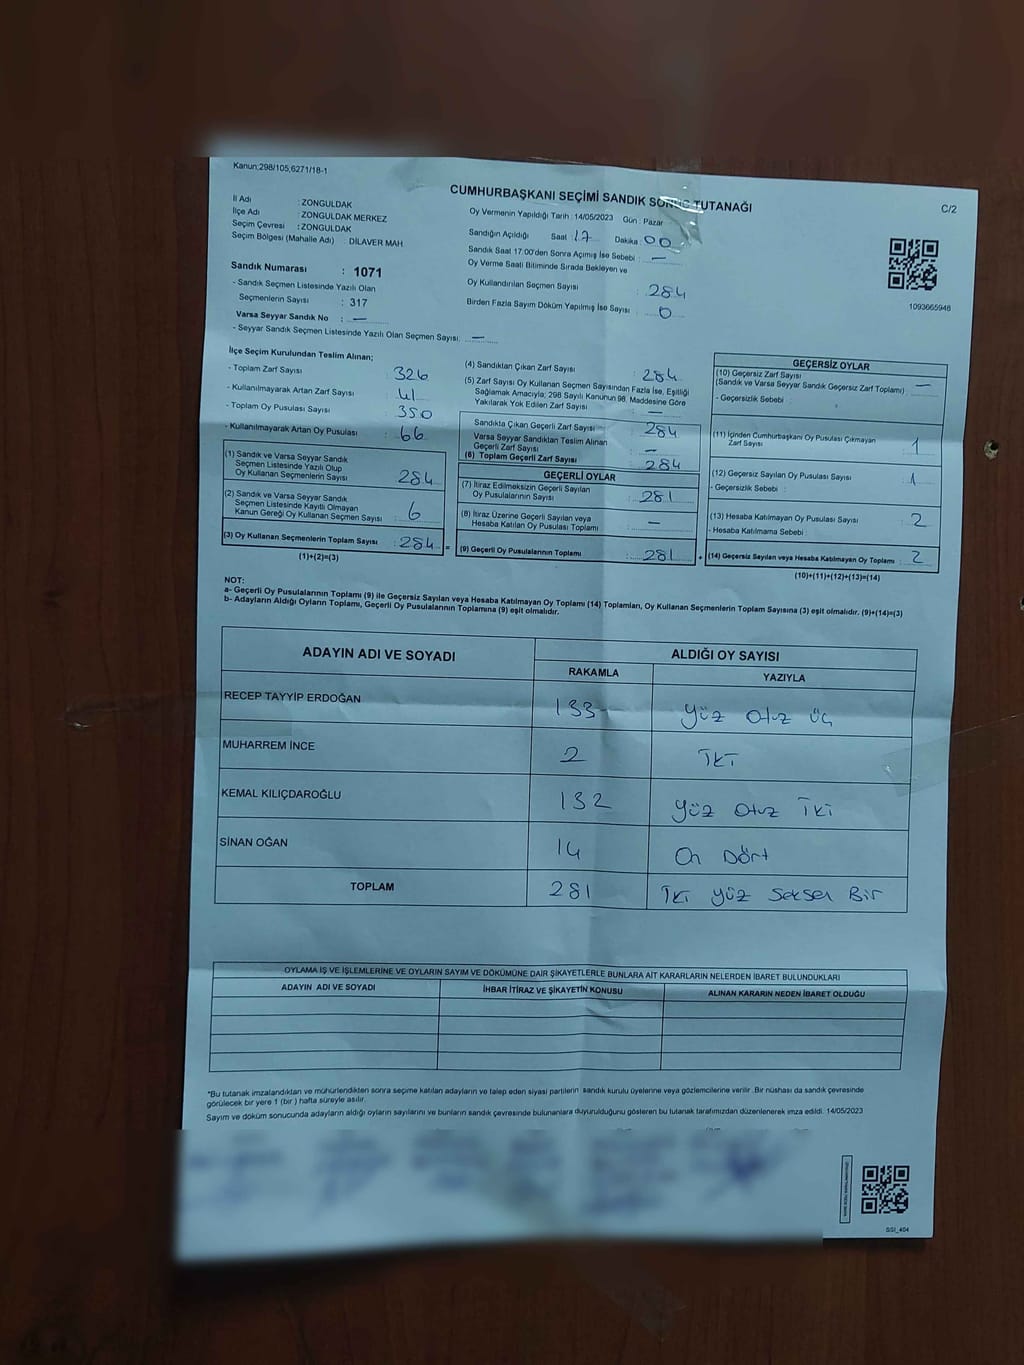 Kanun;298/105,6271/18-1
CUMHURBAŞKANI SEÇİMİ SANDIK SONUÇ TUTANAĞI
C/2
İl Adı : ZONGULDAK
İlçe Adı : ZONGULDAK MERKEZ
Seçim Çevresi : ZONGULDAK
Seçim Bölgesi (Mahalle Adı) : DİLAVER MAH.
Sandık Numarası : 1071
- Sandık Seçmen Listesinde Yazılı Olan
Seçmenlerin Sayısı : 317
Varsa Seyyar Sandık No : —
- Seyyar Sandık Seçmen Listesinde Yazılı Olan Seçmen Sayısı: —
Oy Vermenin Yapıldığı Tarih : 14/05/2023 Gün : Pazar
Sandığın Açıldığı Saat 17 Dakika : 00
Sandık Saat 17:00'den Sonra Açımış İse Sebebi : —
Oy Verme Saati Bitiminde Sırada Bekleyen ve
Oy Kullandırılan Seçmen Sayısı : 284
Birden Fazla Sayım Döküm Yapılmış İse Sayısı : 0
1093665946
İlçe Seçim Kurulundan Teslim Alınan;
- Toplam Zarf Sayısı : 326
- Kullanılmayarak Artan Zarf Sayısı : 41
- Toplam Oy Pusulası Sayısı : 350
- Kullanılmayarak Artan Oy Pusulası : 66
(1) Sandık ve Varsa Seyyar Sandık
Seçmen Listesinde Yazılı Olup
Oy Kullanan Seçmenlerin Sayısı : 284
(2) Sandık ve Varsa Seyyar Sandık
Seçmen Listesinde Kayıtlı Olmayan
Kanun Gereği Oy Kullanan Seçmen Sayısı : 6
(3) Oy Kullanan Seçmenlerin Toplam Sayısı : 284
(1)+(2)=(3)
(4) Sandıktan Çıkan Zarf Sayısı : 284
(5) Zarf Sayısı Oy Kullanan Seçmen Sayısından Fazla İse, Eşitliği
Sağlamak Amacıyla; 298 Sayılı Kanunun 98. Maddesine Göre
Yakılarak Yok Edilen Zarf Sayısı : —
Sandıkta Çıkan Geçerli Zarf Sayısı : 284
Varsa Seyyar Sandıktan Teslim Alınan
Geçerli Zarf Sayısı : —
(6) Toplam Geçerli Zarf Sayısı : 284
GEÇERLİ OYLAR
(7) İtiraz Edilmeksizin Geçerli Sayılan
Oy Pusulalarının Sayısı : 281
(8) İtiraz Üzerine Geçerli Sayılan veya
Hesaba Katılan Oy Pusulası Toplamı : —
= (9) Geçerli Oy Pusulalarının Toplamı : 281
GEÇERSİZ OYLAR
(10) Geçersiz Zarf Sayısı
(Sandık ve Varsa Seyyar Sandık Geçersiz Zarf Toplamı) : —
- Geçersizlik Sebebi :
(11) İçinden Cumhurbaşkanı Oy Pusulası Çıkmayan
Zarf Sayısı : 1
(12) Geçersiz Sayılan Oy Pusulası Sayısı : 1
- Geçersizlik Sebebi :
(13) Hesaba Katılmayan Oy Pusulası Sayısı : 2
- Hesaba Katılmama Sebebi :
+ (14) Geçersiz Sayılan veya Hesaba Katılmayan Oy Toplamı : 2
(10)+(11)+(12)+(13)=(14)
NOT:
a- Geçerli Oy Pusulalarının Toplamı (9) ile Geçersiz Sayılan veya Hesaba Katılmayan Oy Toplamı (14) Toplamları, Oy Kullanan Seçmenlerin Toplam Sayısına (3) eşit olmalıdır. (9)+(14)=(3)
b- Adayların Aldığı Oyların Toplamı, Geçerli Oy Pusulalarının Toplamına (9) eşit olmalıdır.
ADAYIN ADI VE SOYADI ALDIĞI OY SAYISI
RAKAMLA YAZIYLA
RECEP TAYYİP ERDOĞAN 133 Yüz Otuz Üç
MUHARREM İNCE 2 İki
KEMAL KILIÇDAROĞLU 132 Yüz Otuz İki
SİNAN OĞAN 14 On Dört
TOPLAM 281 İki yüz Seksen Bir
OYLAMA İŞ VE İŞLEMLERİNE VE OYLARIN SAYIM VE DÖKÜMÜNE DAİR ŞİKAYETLERLE BUNLARA AİT KARARLARIN NELERDEN İBARET BULUNDUKLARI
ADAYIN ADI VE SOYADI İHBAR İTİRAZ VE ŞİKAYETİN KONUSU ALINAN KARARIN NEDEN İBARET OLDUĞU
*Bu tutanak imzalandıktan ve mühürlendikten sonra seçime katılan adayların ve talep eden siyasi partilerin sandık kurulu üyelerine veya gözlemcilerine verilir. Bir nüshası da sandık çevresinde
görülecek bir yere 1 (bir ) hafta süreyle asılır.
Sayım ve döküm sonucunda adayların aldığı oyların sayılarını ve bunların sandık çevresinde bulunanlara duyurulduğunu gösteren bu tutanak tarafımızdan düzenlenerek imza edildi. 14/05/2023
SSI_404